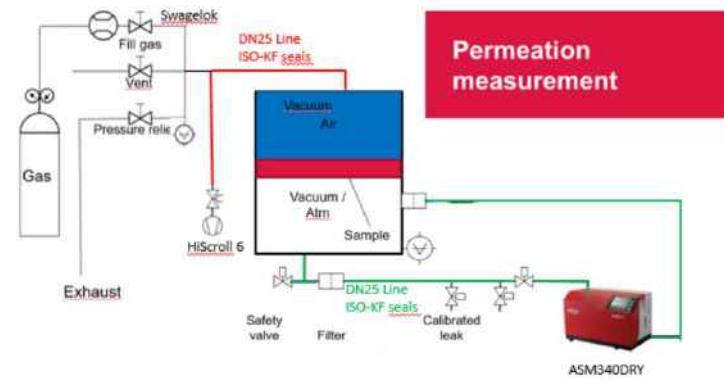 Swagelok
Fill gas
DN25 Line
ISO-KF seals
Permeation
measurement
Vent
Pressure relie
Gas
Vacuum
Air
Vacuum /
Atm
Sample
HiScroll 6
Exhaust
DN25 Line
ISO-KF seals
Safety
valve
Filter
Calibrated
leak
ASM340DRY